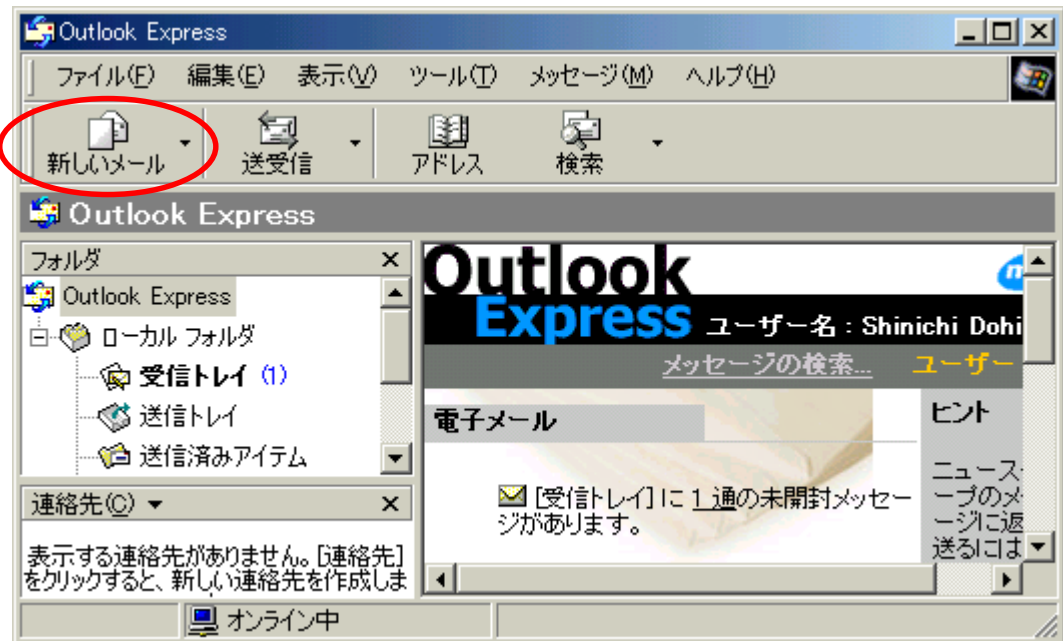 Outlook Express
ファイル(F) 編集(E) 表示(V) ツール(T) メッセージ(M) ヘルプ(H)
新しいメール 送受信 アドレス 検索
Outlook Express
フォルダ
Outlook Express
ローカル フォルダ
受信トレイ (1)
送信トレイ
送信済みアイテム
連絡先(C)
表示する連絡先がありません。[連絡先]
をクリックすると、新しい連絡先を作成しま
Outlook
Express ユーザー名 : Shinichi Dohi
メッセージの検索... ユーザー
電子メール
[受信トレイ] に 1 通の未開封メッセー
ジがあります。
ヒント
ニュース
ープのメ
ージに返
送るには
オンライン中